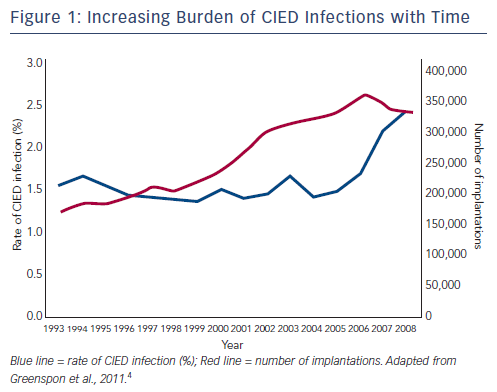 Figure 1: Increasing Burden of CIED Infections with Time
3.0
2.5
2.0
1.5
1.0
0.5
0.0
Rate of CIED infection (%)
400,000
350,000
300,000
250,000
200,000
150,000
100,000
50,000
0
Number of implantations
1993 1994 1995 1996 1997 1998 1999 2000 2001 2002 2003 2004 2005 2006 2007 2008
Year
Blue line = rate of CIED infection (%); Red line = number of implantations. Adapted from
Greenspon et al., 2011.4